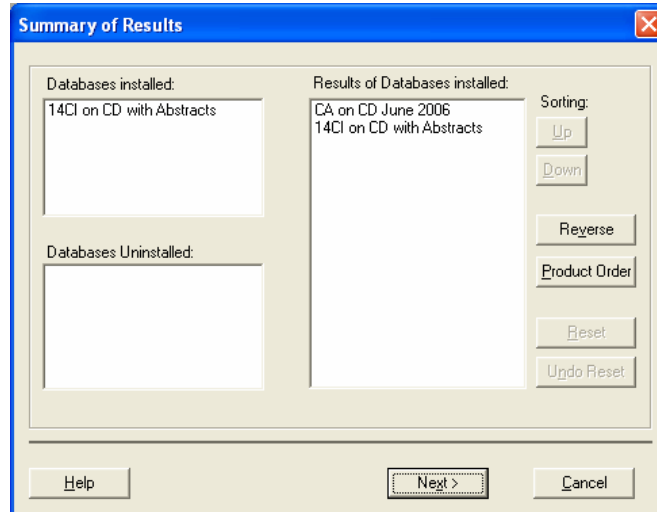 Summary of Results
Databases installed:
14CI on CD with Abstracts
Databases Uninstalled:
Results of Databases installed:
CA on CD June 2006
14CI on CD with Abstracts
Sorting:
Up
Down
Reverse
Product Order
Reset
Undo Reset
Help
Next >
Cancel